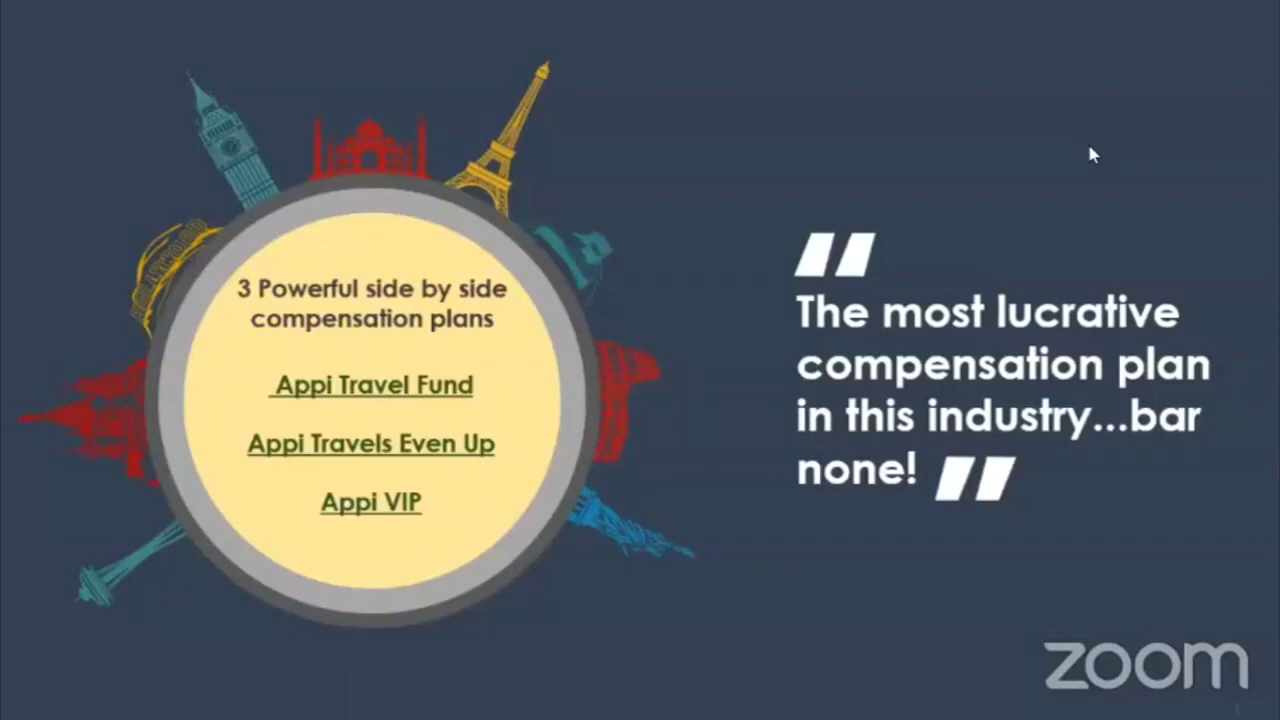 3 Powerful side by side
compensation plans
Appi Travel Fund
Appi Travels Even Up
Appi VIP
"
The most lucrative
compensation plan
in this industry...bar
none! "
HOLLYWOOD
zoom